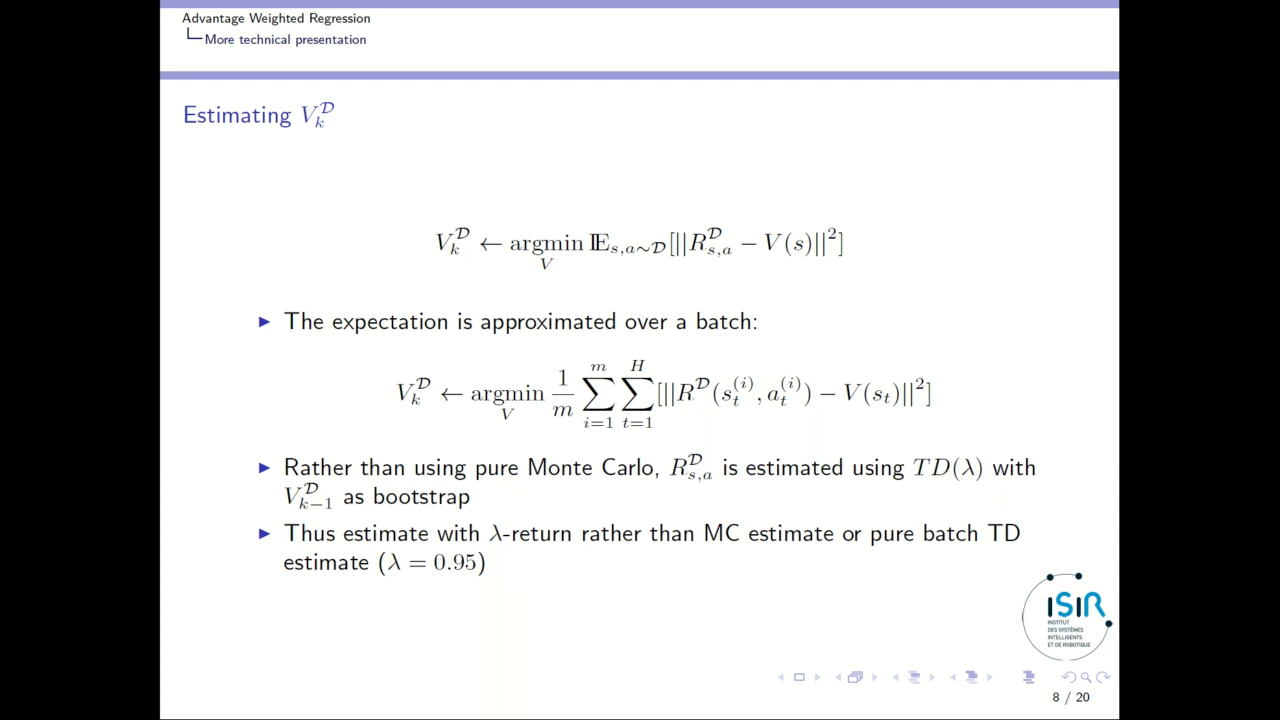 Advantage Weighted Regression
More technical presentation
Estimating $V_k^{\mathcal{D}}$
$V_k^{\mathcal{D}} \leftarrow \underset{V}{\mathrm{argmin}}\, \mathbb{E}_{s,a\sim\mathcal{D}}[||R_{s,a}^{\mathcal{D}} - V(s)||^2]$
► The expectation is approximated over a batch:
$V_k^{\mathcal{D}} \leftarrow \underset{V}{\mathrm{argmin}}\, \frac{1}{m} \sum_{i=1}^{m} \sum_{t=1}^{H} [||R^{\mathcal{D}}(s_t^{(i)}, a_t^{(i)}) - V(s_t)||^2]$
► Rather than using pure Monte Carlo, $R_{s,a}^{\mathcal{D}}$ is estimated using $TD(\lambda)$ with
$V_{k-1}^{\mathcal{D}}$ as bootstrap
► Thus estimate with $\lambda$-return rather than MC estimate or pure batch TD
estimate ($\lambda = 0.95$)
ISIR
INSTITUT
DES SYSTÈMES
INTELLIGENTS
ET DE ROBOTIQUE
8 / 20